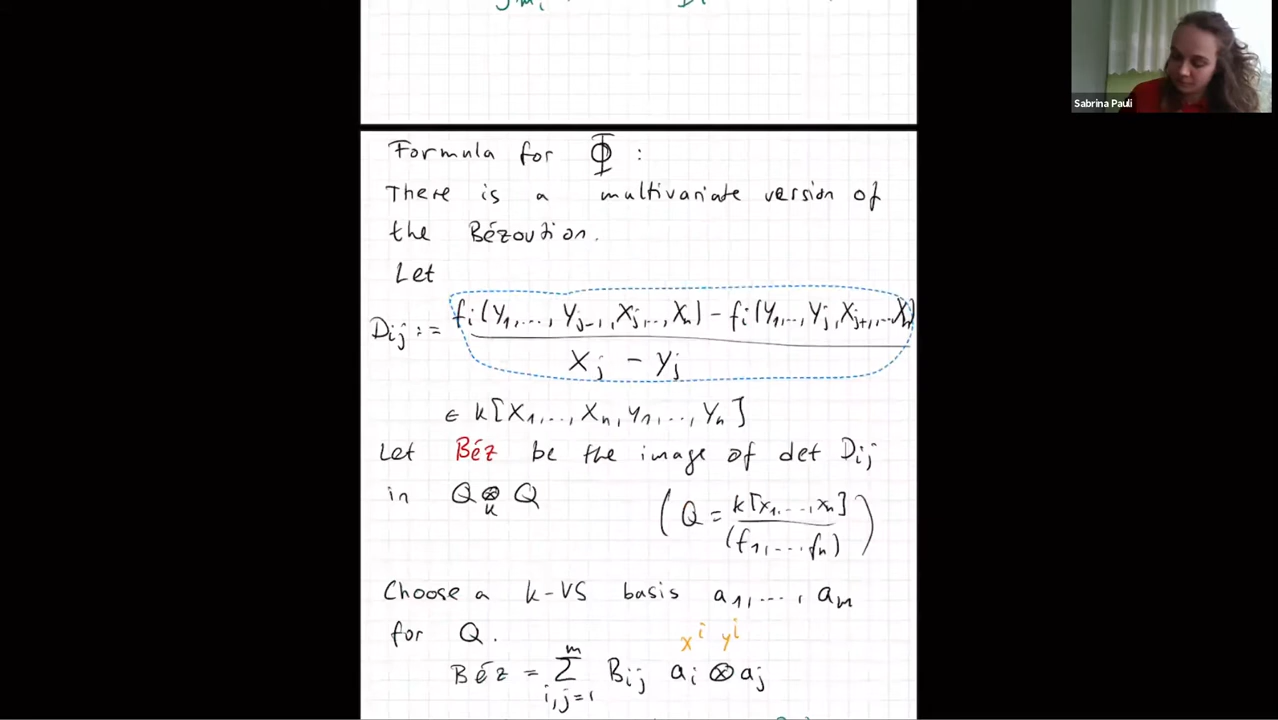 Sabrina Pauli
Formula for Φ :
There is a multivariate version of
the Bézoution.
Let
Dij := fi(Y1,..., Yj-1, Xj,..., Xn) - fi(Y1,..., Yj, Xj+1,... Xn)
Xj - Yj
∈ k[X1,..., Xn, Y1,..., Yn]
Let Béz be the image of det Dij
in Q ⊗k Q ( Q = k[x1,...,xn] / (f1,...fn) )
Choose a k-VS basis a1,..., am
for Q.
x^i y^i
Béz = Σ^m i,j=1 Bij ai ⊗ aj